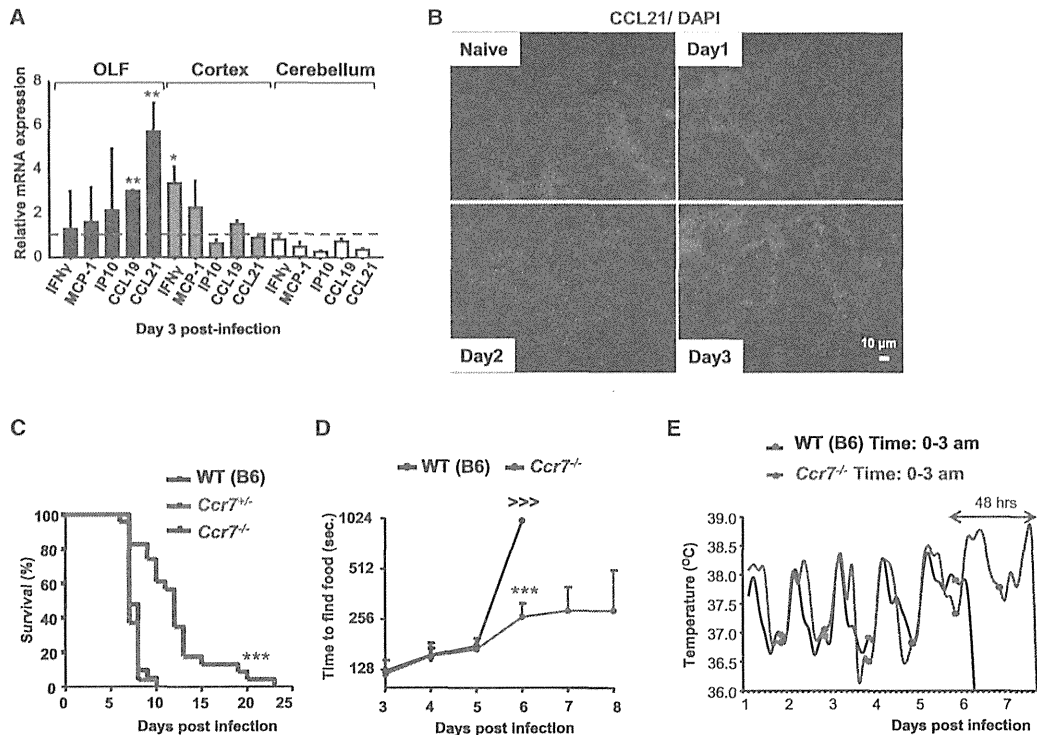 A
Relative mRNA expression
OLF Cortex Cerebellum
8
6
4
2
0
**
**
*
IFNγ MCP-1 IP10 CCL19 CCL21 IFNγ MCP-1 IP10 CCL19 CCL21 IFNγ MCP-1 IP10 CCL19 CCL21
Day 3 post-infection
B
CCL21/ DAPI
Naive
Day1
Day2
Day3
10 µm
C
WT (B6)
Ccr7+/-
Ccr7-/-
Survival (%)
100
80
60
40
20
0
***
0 5 10 15 20 25
Days post infection
D
WT (B6) Ccr7-/-
Time to find food (sec.)
1024
512
256
128
>>>
***
3 4 5 6 7 8
Days post infection
E
WT (B6) Time: 0-3 am
Ccr7-/- Time: 0-3 am
48 hrs
Temperature (oC)
39.0
38.5
38.0
37.5
37.0
36.5
36.0
1 2 3 4 5 6 7
Days post infection